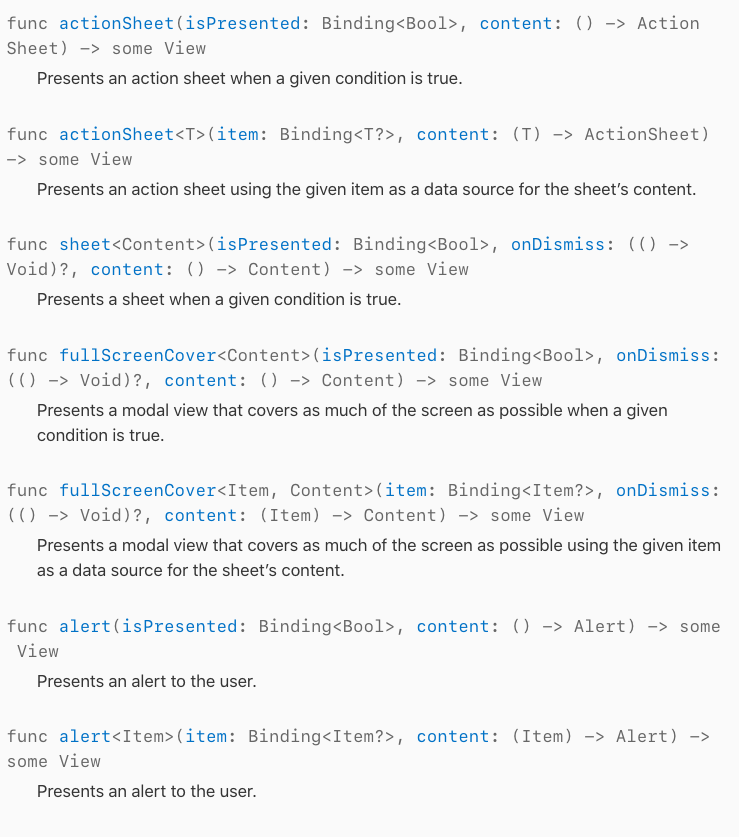 func actionSheet(isPresented: Binding<Bool>, content: () -> Action
Sheet) -> some View
Presents an action sheet when a given condition is true.
func actionSheet<T>(item: Binding<T?>, content: (T) -> ActionSheet)
-> some View
Presents an action sheet using the given item as a data source for the sheet’s content.
func sheet<Content>(isPresented: Binding<Bool>, onDismiss: (() ->
Void)?, content: () -> Content) -> some View
Presents a sheet when a given condition is true.
func fullScreenCover<Content>(isPresented: Binding<Bool>, onDismiss:
(() -> Void)?, content: () -> Content) -> some View
Presents a modal view that covers as much of the screen as possible when a given
condition is true.
func fullScreenCover<Item, Content>(item: Binding<Item?>, onDismiss:
(() -> Void)?, content: (Item) -> Content) -> some View
Presents a modal view that covers as much of the screen as possible using the given item
as a data source for the sheet’s content.
func alert(isPresented: Binding<Bool>, content: () -> Alert) -> some
View
Presents an alert to the user.
func alert<Item>(item: Binding<Item?>, content: (Item) -> Alert) ->
some View
Presents an alert to the user.